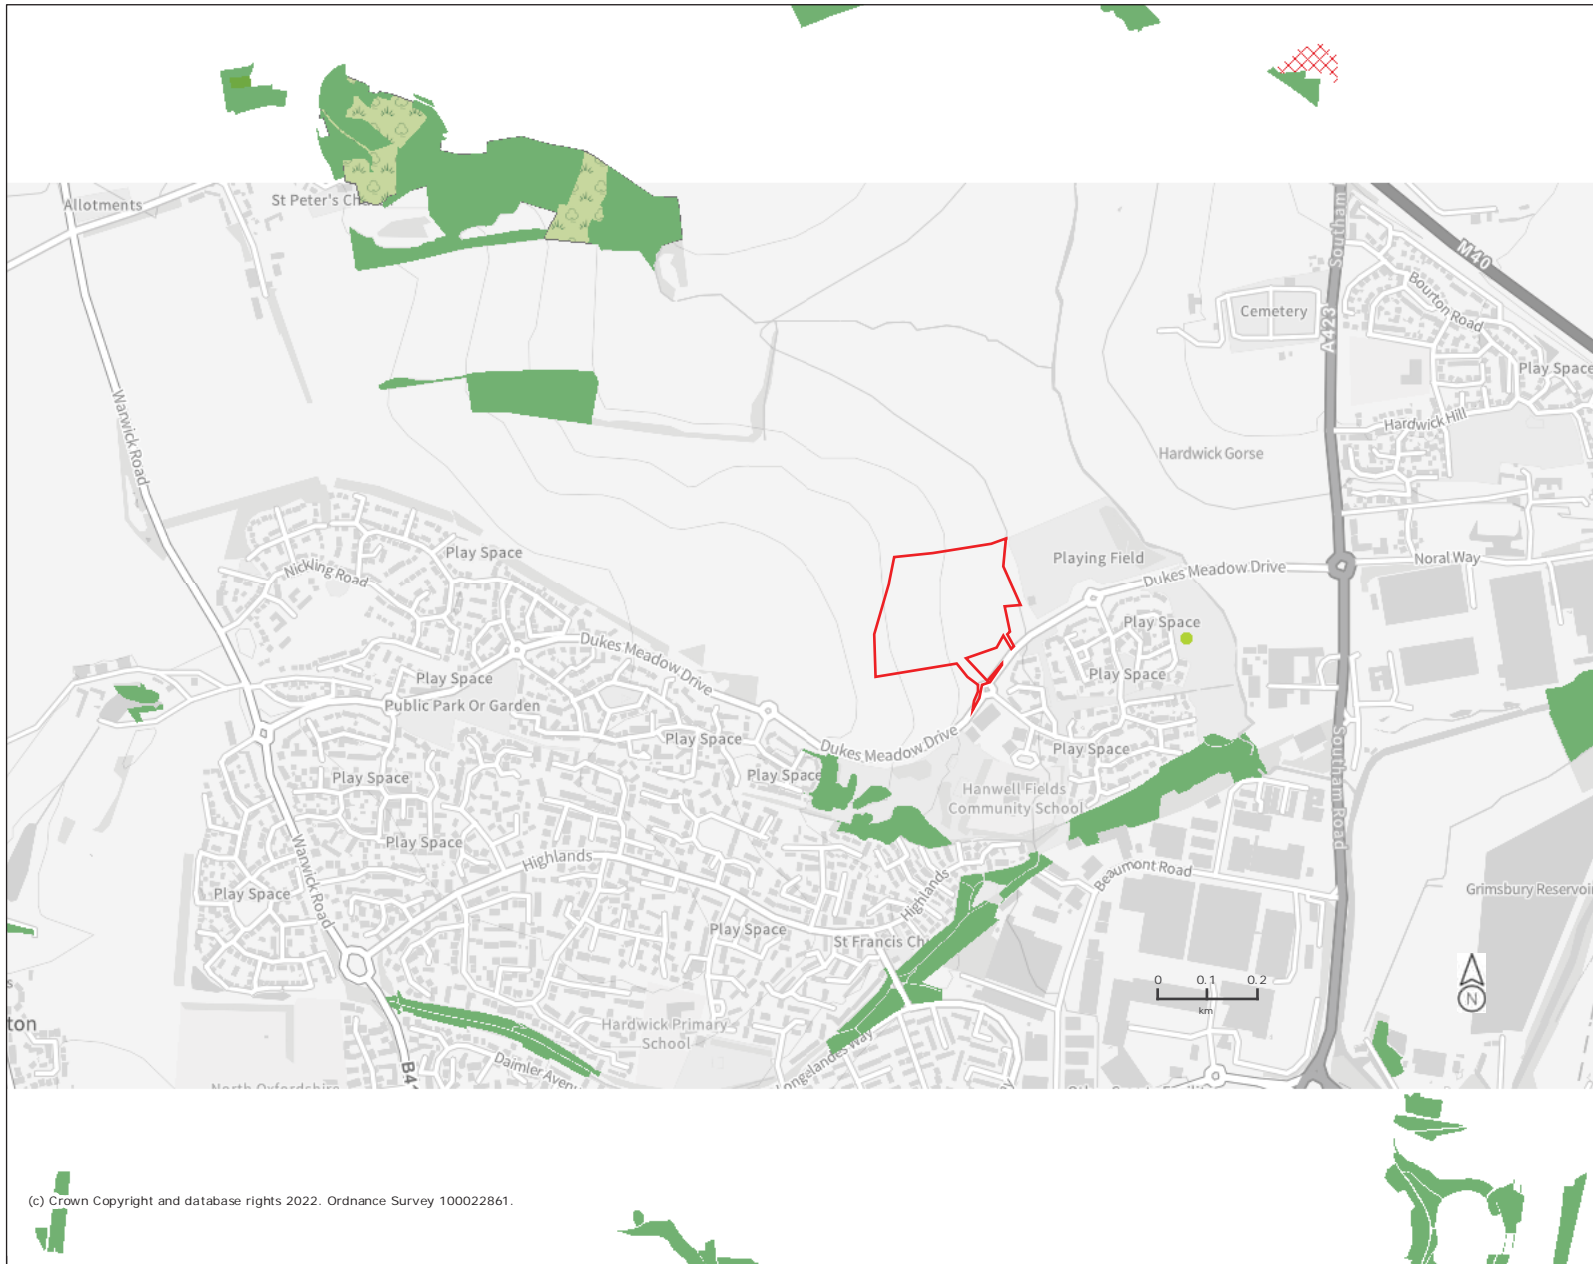 Allotments
St Peter's Ch
Southam
M40
Bourton Road
Cemetery
A423
Play Space
Warwick Road
Hardwick Hill
Hardwick Gorse
Play Space
Nickling Road
Playing Field
Dukes Meadow Drive
Noral Way
Play Space
Dukes Meadow Drive
Play Space
Play Space
Public Park Or Garden
Play Space
Dukes Meadow Drive
Play Space
Play Space
Play Space
Hanwell Fields
Community School
Southam Road
Play Space
Warwick Road
Highlands
Beaumont Road
Play Space
Highlands
Grimsbury Reservoi
Play Space
St Francis Ch
0 0.1 0.2
km
N
ton
Hardwick Primary
School
Daimler Avenu
Longelandes Way
B4
North Oxfordshire
(c) Crown Copyright and database rights 2022. Ordnance Survey 100022861.